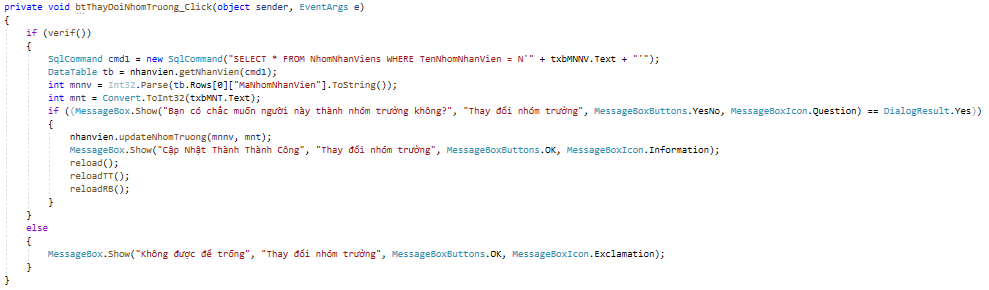 private void btThayDoiNhomTruong_Click(object sender, EventArgs e)
{
if (verif())
{
SqlCommand cmd1 = new SqlCommand("SELECT * FROM NhomNhanViens WHERE TenNhomNhanVien = N'" + txbMNNV.Text + "'");
DataTable tb = nhanvien.getNhanVien(cmd1);
int mnnv = Int32.Parse(tb.Rows[0]["MaNhomNhanVien"].ToString());
int mnt = Convert.ToInt32(txbMNT.Text);
if ((MessageBox.Show("Bạn có chắc muốn người này thành nhóm trưởng không?", "Thay đổi nhóm trưởng", MessageBoxButtons.YesNo, MessageBoxIcon.Question) == DialogResult.Yes))
{
nhanvien.updateNhomTruong(mnnv, mnt);
MessageBox.Show("Cập Nhật Thành Thành Công", "Thay đổi nhóm trưởng", MessageBoxButtons.OK, MessageBoxIcon.Information);
reload();
reloadTT();
reloadRB();
}
}
else
{
MessageBox.Show("Không được để trống", "Thay đổi nhóm trưởng", MessageBoxButtons.OK, MessageBoxIcon.Exclamation);
}
}